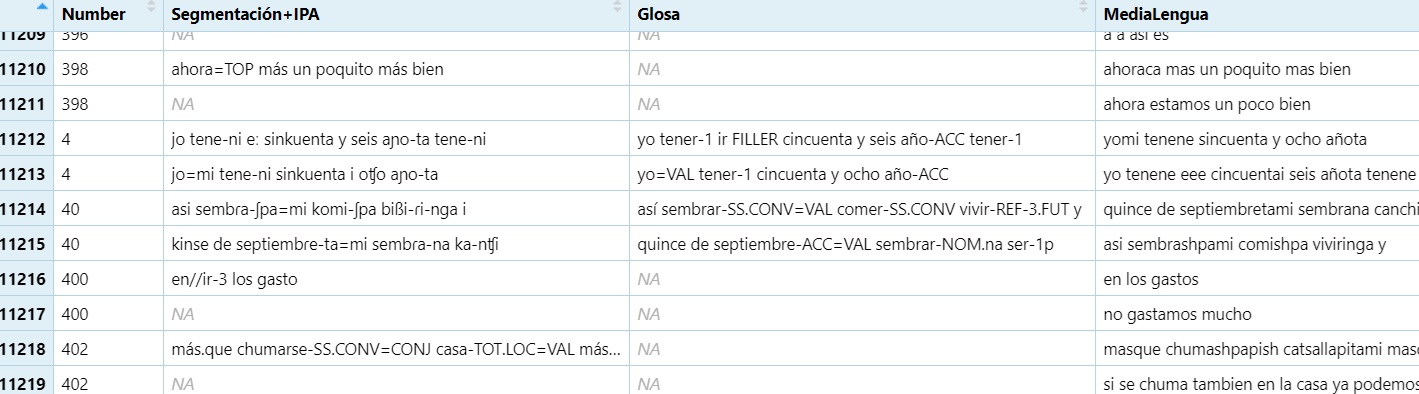 Number Segmentación+IPA Glosa MediaLengua
11209 396 NA NA a a asi es
11210 398 ahora=TOP más un poquito más bien NA ahoraca mas un poquito mas bien
11211 398 NA NA ahora estamos un poco bien
11212 4 jo tene-ni e: sinkuenta y seis aɲo-ta tene-ni yo tener-1 ir FILLER cincuenta y seis año-ACC tener-1 yomi tenene sincuenta y ocho añota
11213 4 jo=mi tene-ni sinkuenta i oʧo aɲo-ta yo=VAL tener-1 cincuenta y ocho año-ACC yo tenene eee cincuentai seis añota tenene
11214 40 asi sembɾa-ʃpa=mi komi-ʃpa bißi-ɾi-nga i así sembrar-SS.CONV=VAL comer-SS.CONV vivir-REF-3.FUT y quince de septiembretami sembrana canchi
11215 40 kinse de septiembɾe-ta=mi sembɾa-na ka-nʧi quince de septiembre-ACC=VAL sembrar-NOM.na ser-1p asi sembrashpami comishpa viviringa y
11216 400 en//ir-3 los gasto NA en los gastos
11217 400 NA NA no gastamos mucho
11218 402 más.que chumarse-SS.CONV=CONJ casa-TOT.LOC=VAL más... NA masque chumashpapish catsallapitami
11219 402 NA NA si se chuma tambien en la casa ya podemos